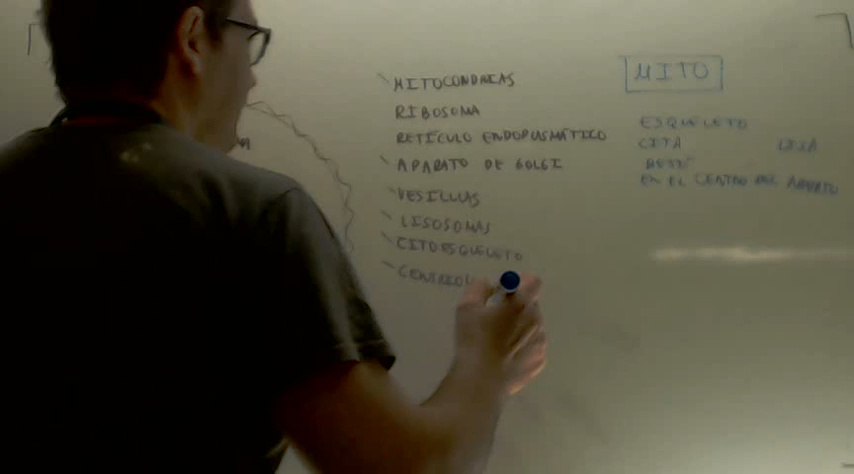 MITOCONDRIAS
RIBOSOMA
RETÍCULO ENDOPLASMÁTICO
APARATO DE GOLGI
VESÍCULAS
LISOSOMAS
CITOESQUELETO
MITO
ESQUELETO
CITA
EN EL CENTRO DEL APARATO